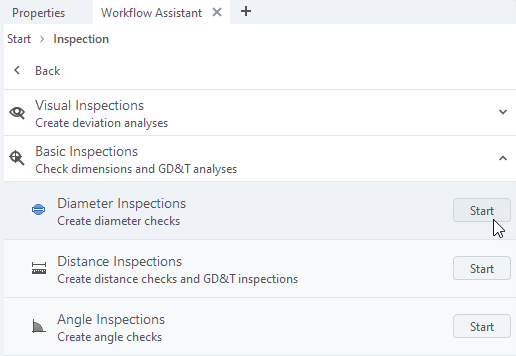 Properties
Workflow Assistant
Start > Inspection
Back
Visual Inspections
Create deviation analyses
Basic Inspections
Check dimensions and GD&T analyses
Diameter Inspections
Create diameter checks
Start
Distance Inspections
Create distance checks and GD&T inspections
Start
Angle Inspections
Create angle checks
Start